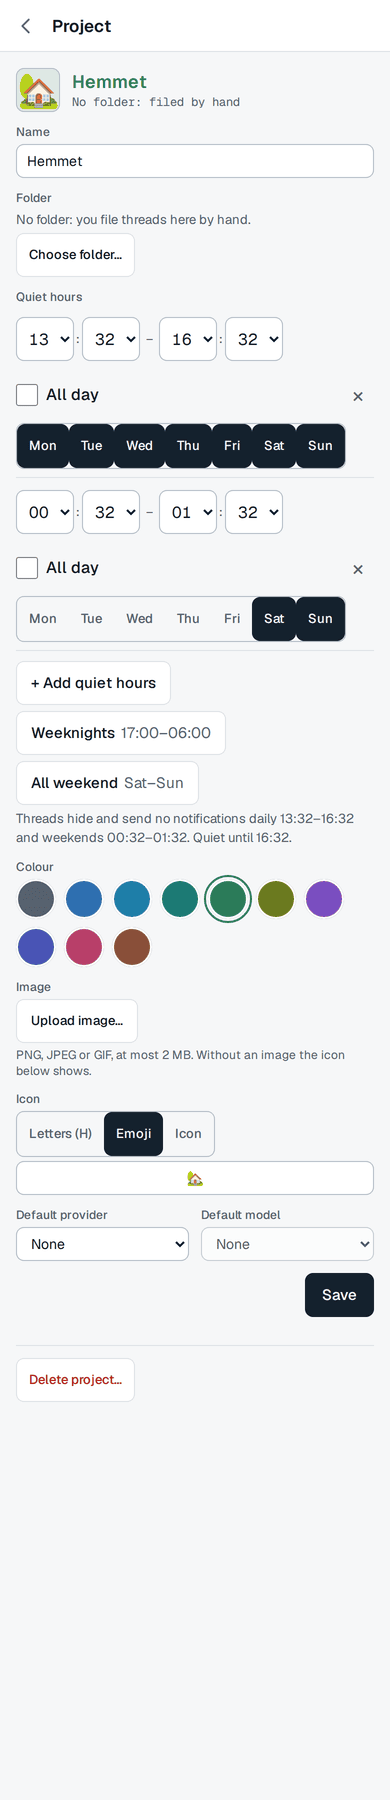 Project
Hemmet
No folder: filed by hand
Name
Hemmet
Folder
No folder: you file threads here by hand.
Choose folder…
Quiet hours
13 : 32 – 16 : 32
All day ×
Mon Tue Wed Thu Fri Sat Sun
00 : 32 – 01 : 32
All day ×
Mon Tue Wed Thu Fri Sat Sun
+ Add quiet hours
Weeknights 17:00–06:00
All weekend Sat–Sun
Threads hide and send no notifications daily 13:32–16:32
and weekends 00:32–01:32. Quiet until 16:32.
Colour
Image
Upload image…
PNG, JPEG or GIF, at most 2 MB. Without an image the icon
below shows.
Icon
Letters (H) Emoji Icon
🏡
Default provider Default model
None None
Save
Delete project…